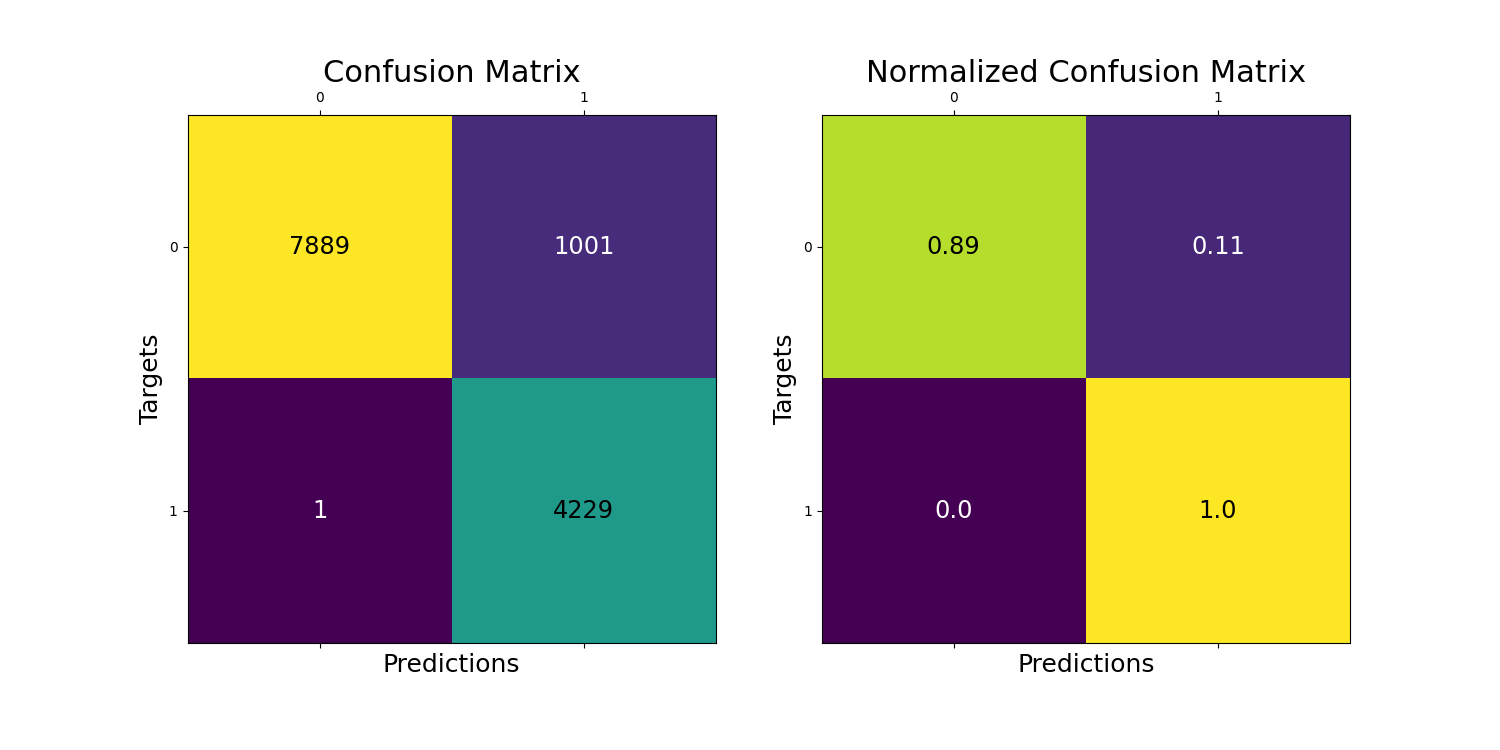 Confusion Matrix
0 1
0 7889 1001
1 1 4229
Targets
Predictions
Normalized Confusion Matrix
0 1
0 0.89 0.11
1 0.0 1.0
Targets
Predictions